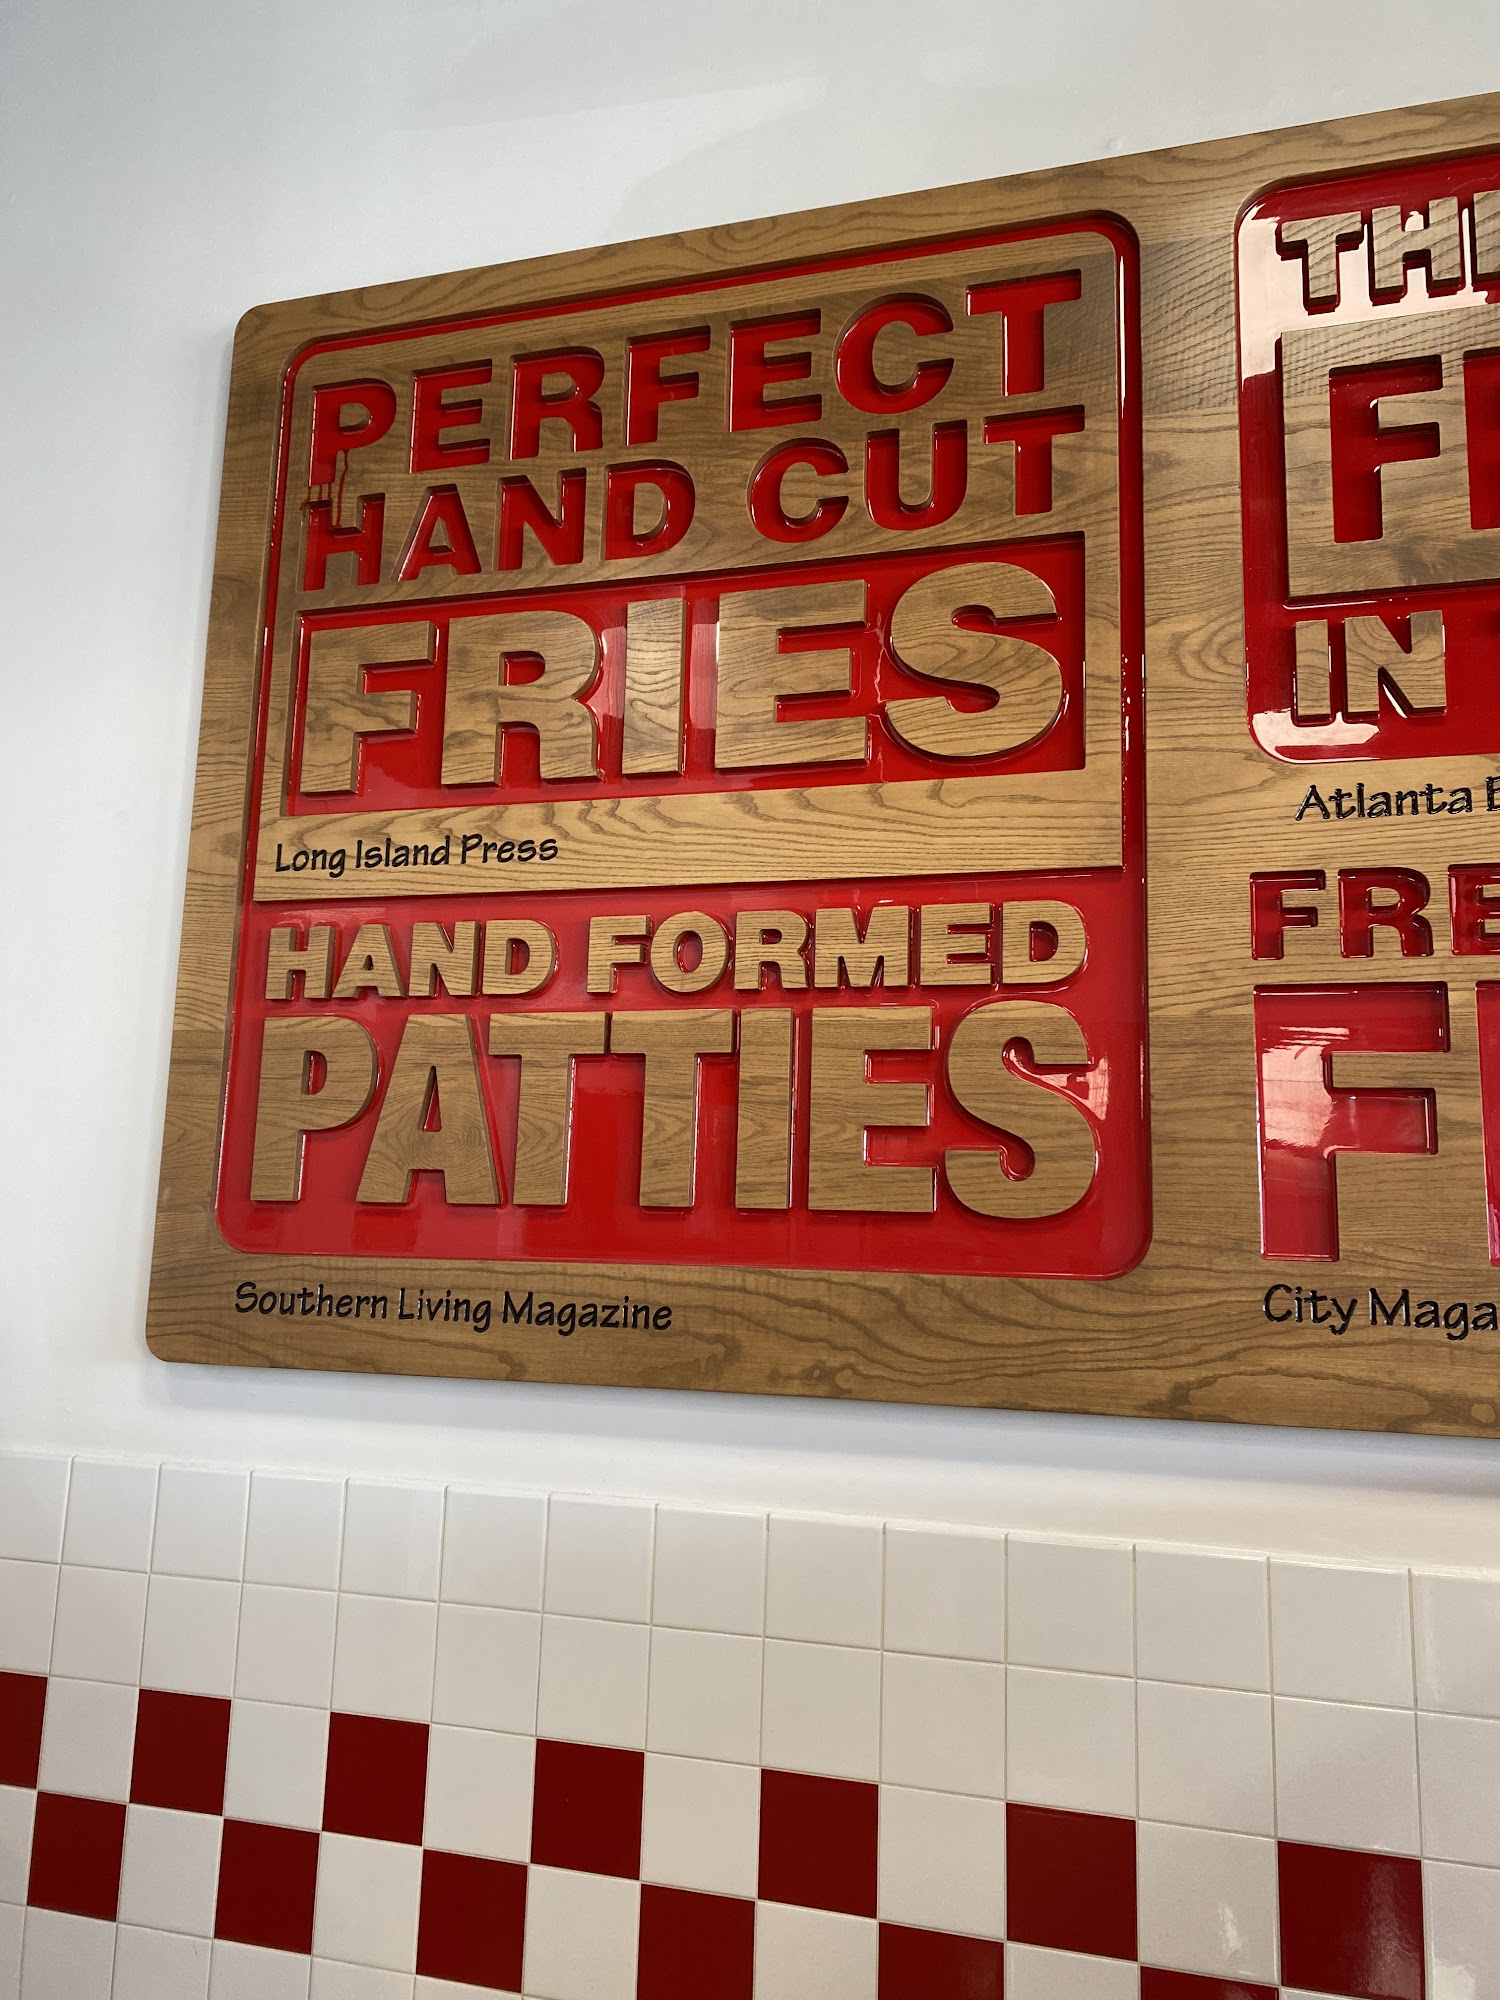 PERFECT
HAND CUT
FRIES
Long Island Press
HAND FORMED
PATTIES
Southern Living Magazine
IN
Atlanta
City